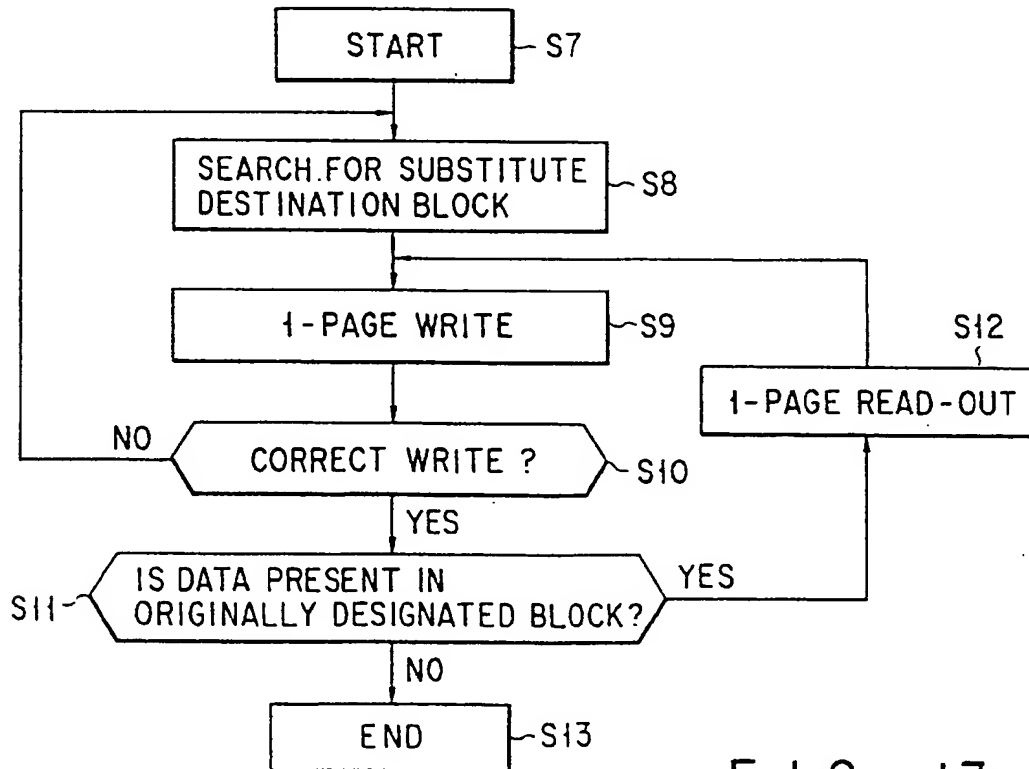 START
S7
SEARCH.FOR SUBSTITUTE
DESTINATION BLOCK
S8
1-PAGE WRITE
S9
S12
1-PAGE READ-OUT
NO
CORRECT WRITE ?
S10
YES
IS DATA PRESENT IN
ORIGINALLY DESIGNATED BLOCK?
S11
YES
NO
END
S13